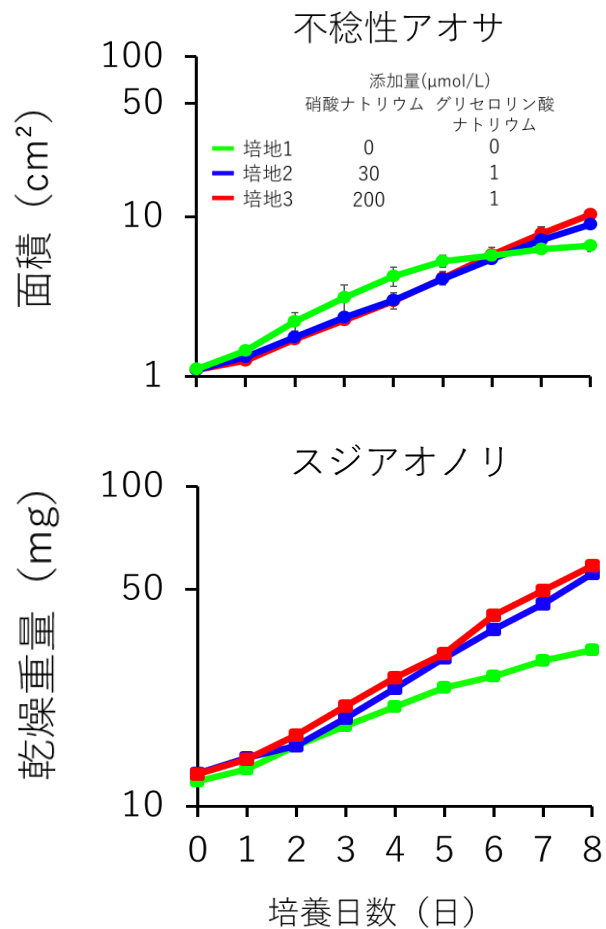 不稔性アオサ
添加量(μmol/L)
硝酸ナトリウム グリセロリン酸
ナトリウム
培地1 0 0
培地2 30 1
培地3 200 1
面積（cm²）
100
50
10
1
スジアオノリ
乾燥重量（mg）
100
50
10
0 1 2 3 4 5 6 7 8
培養日数（日）